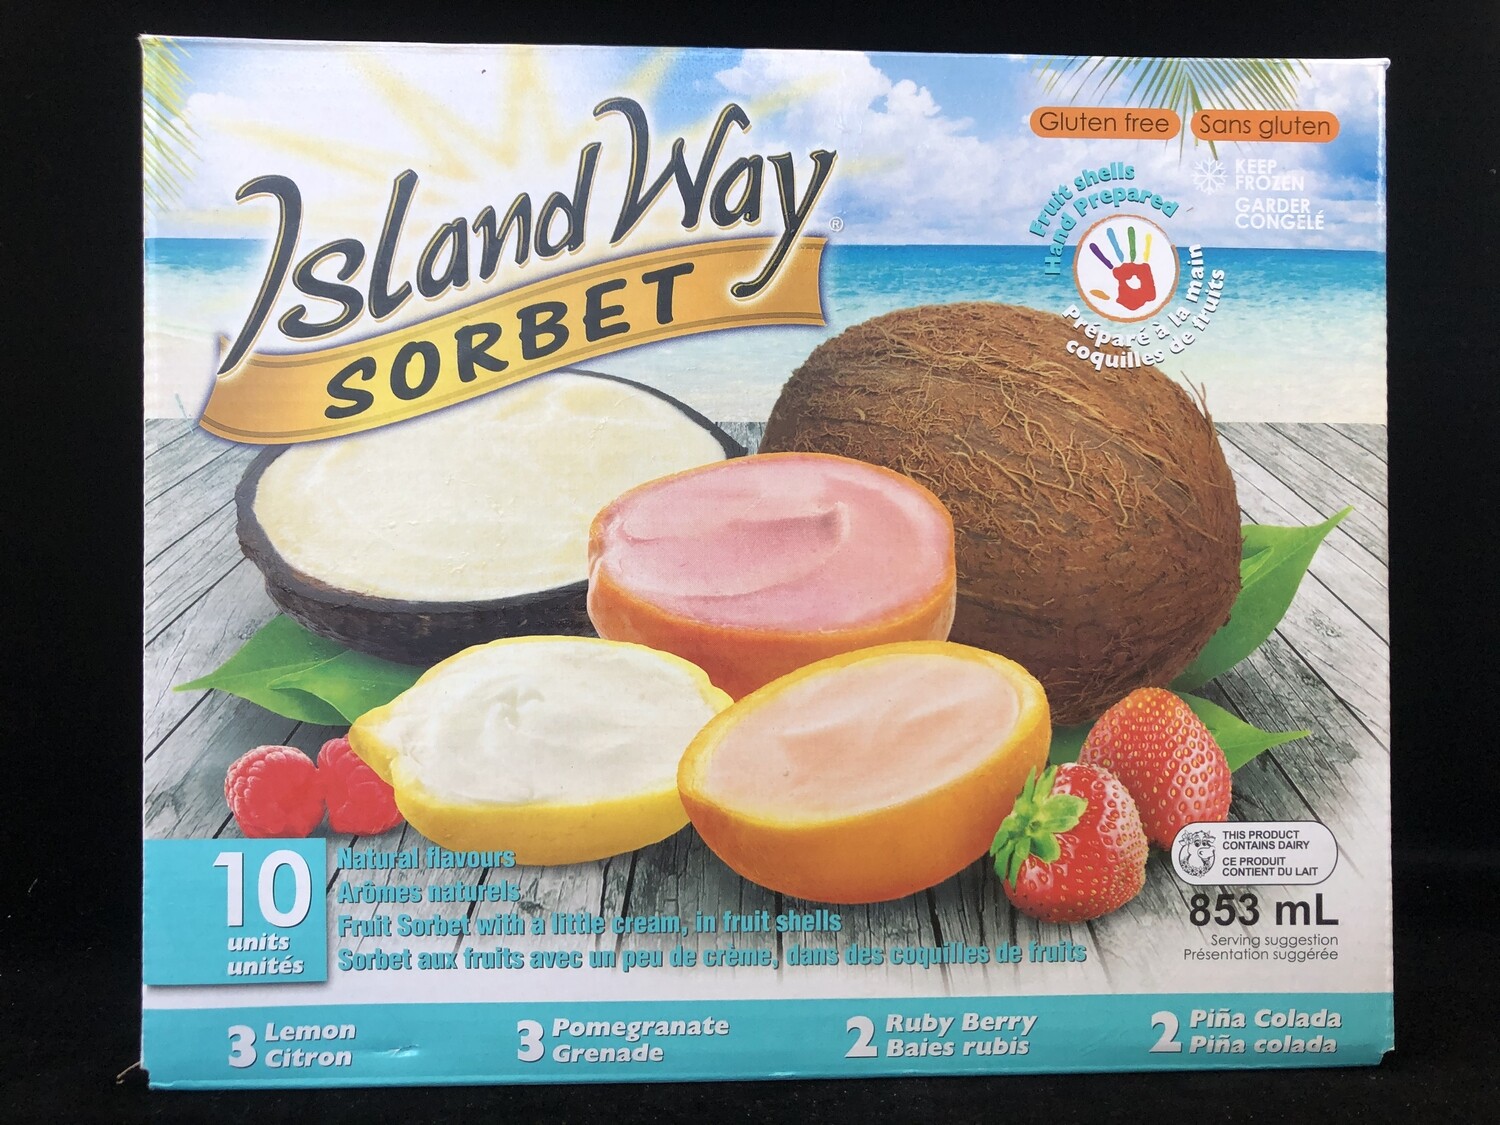 Island Way®
SORBET
Gluten free
Sans gluten
KEEP
FROZEN
GARDER
CONGELÉ
Fruit shells
Hand Prepared
Préparé à la main
coquilles de fruits
10
units
unités
Natural flavours
Arômes naturels
Fruit Sorbet with a little cream, in fruit shells
Sorbet aux fruits avec un peu de crème, dans des coquilles de fruits
THIS PRODUCT
CONTAINS DAIRY
CE PRODUIT
CONTIENT DU LAIT
853 mL
Serving suggestion
Présentation suggérée
3 Lemon
Citron
3 Pomegranate
Grenade
2 Ruby Berry
Baies rubis
2 Piña Colada
Piña colada